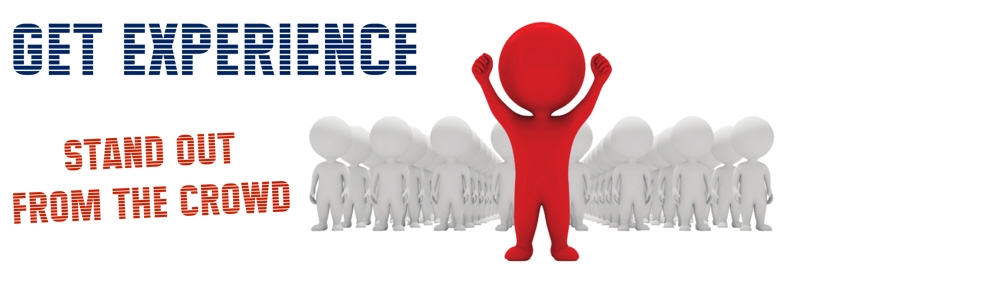 GET EXPERIENCE
STAND OUT
FROM THE CROWD